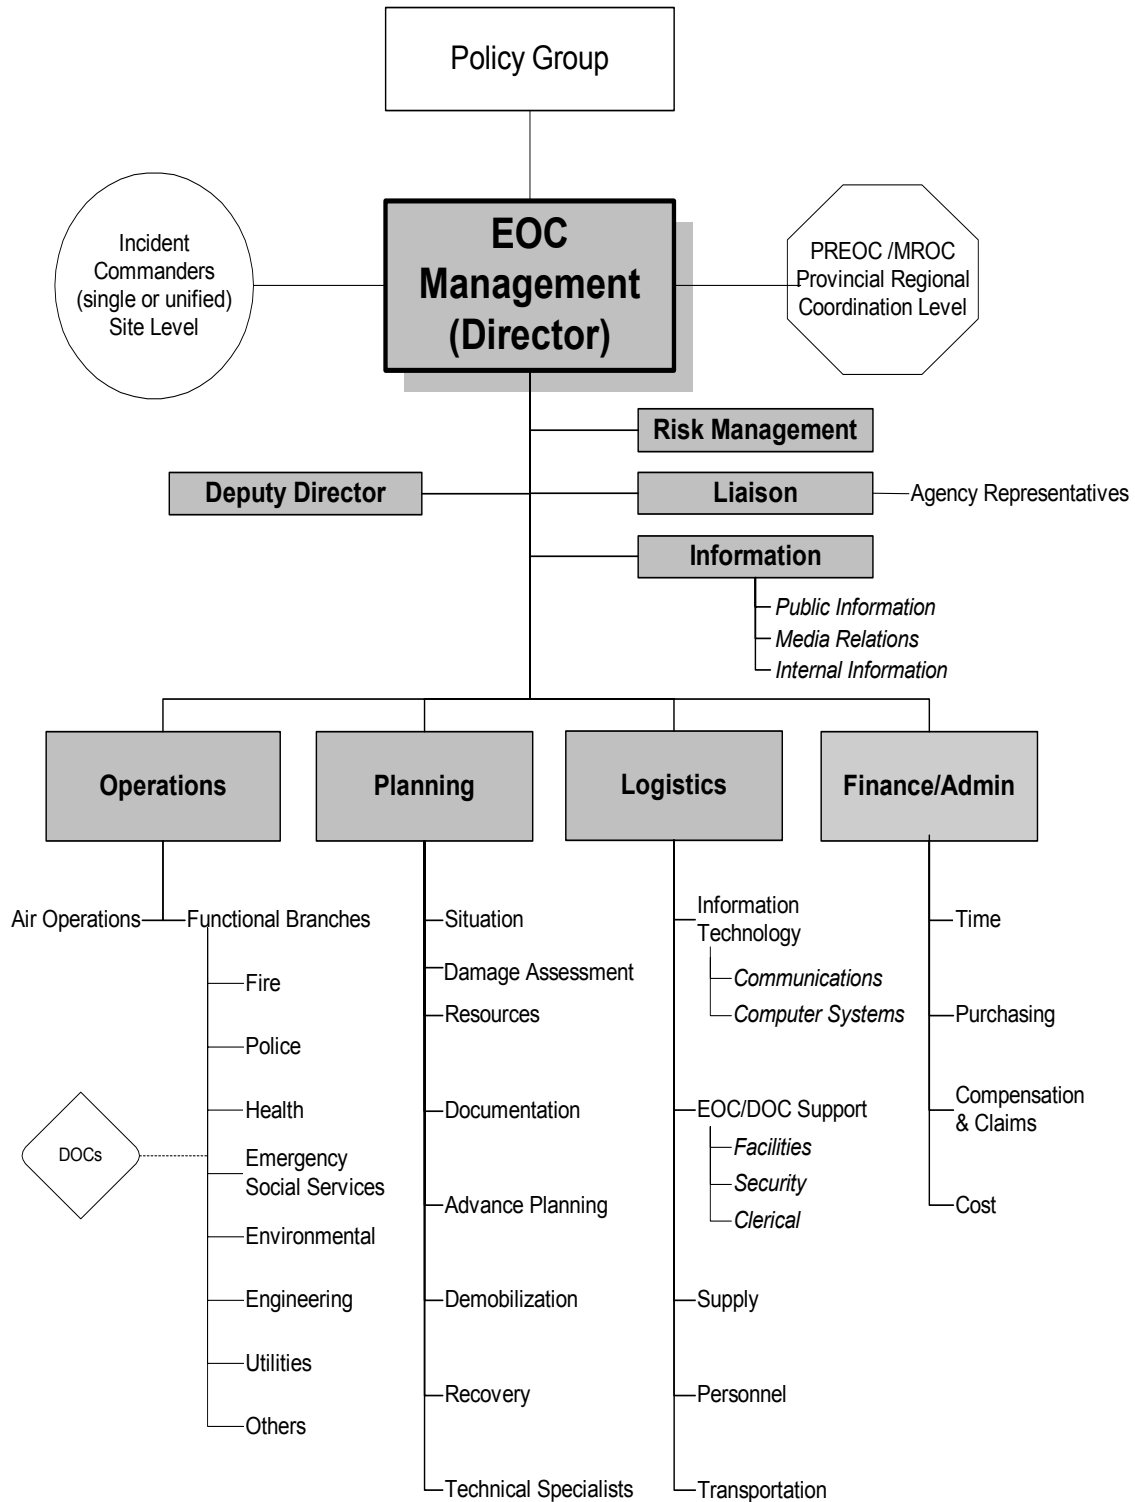 Policy Group
Incident
Commanders
(single or unified)
Site Level
EOC
Management
(Director)
PREOC /MROC
Provincial Regional
Coordination Level
Risk Management
Deputy Director
Liaison
Agency Representatives
Information
Public Information
Media Relations
Internal Information
Operations
Planning
Logistics
Finance/Admin
Air Operations
Functional Branches
Fire
Police
Health
Emergency
Social Services
Environmental
Engineering
Utilities
Others
DOCs
Situation
Damage Assessment
Resources
Documentation
Advance Planning
Demobilization
Recovery
Technical Specialists
Information
Technology
Communications
Computer Systems
EOC/DOC Support
Facilities
Security
Clerical
Supply
Personnel
Transportation
Time
Purchasing
Compensation
& Claims
Cost